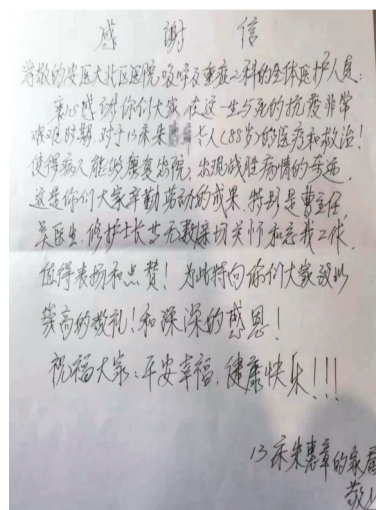 感谢信
尊敬的安医大北区医院呼吸及重症2科的全体医护人员：
衷心感谢你们大家在这一生与死的抗疫非常
艰难时期，对于13床朱老人（88岁）的医疗和救治！
使得病人能够康复出院，出现战胜病情的奇迹。
这是你们大家辛勤劳动的成果，特别是曹主任，
吴医生，修护士长无数亲切关怀和忘我工作，
值得表扬和点赞！为此特向你们大家致以
崇高的敬礼！和深深的感恩！
祝福大家：平安幸福，健康快乐！！！
13床朱惠章的家属
敬上